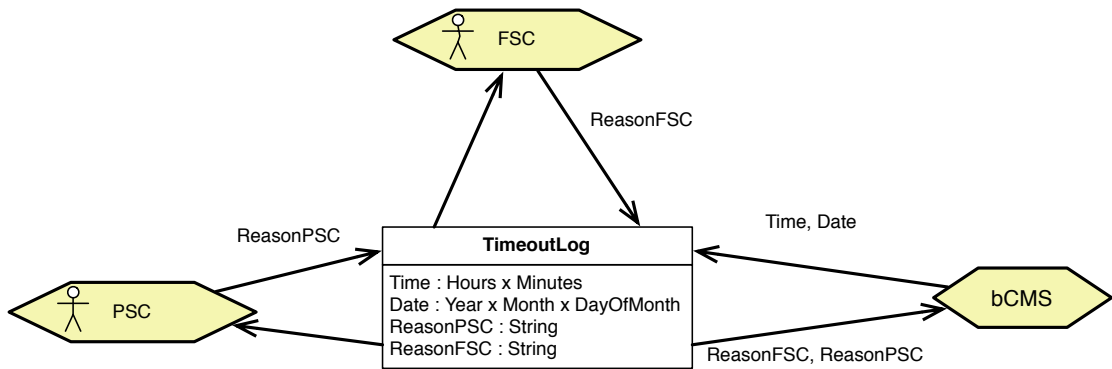 FSC
ReasonFSC
Time, Date
ReasonPSC
TimeoutLog
Time : Hours x Minutes
Date : Year x Month x DayOfMonth
ReasonPSC : String
ReasonFSC : String
PSC
bCMS
ReasonFSC, ReasonPSC